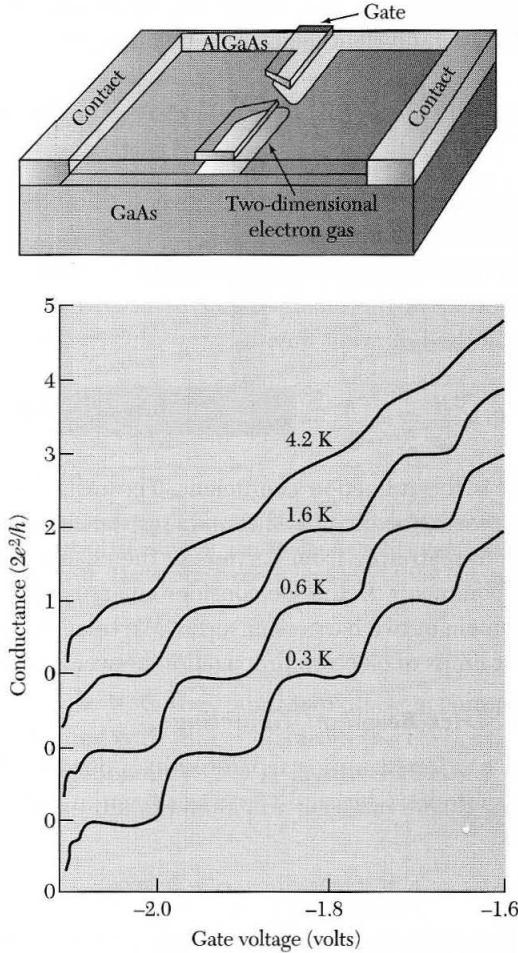 Gate
AlGaAs
Contact
Contact
GaAs
Two-dimensional
electron gas
5
4
3
2
1
0
0
0
0
4.2 K
1.6 K
0.6 K
0.3 K
Conductance (2e²/h)
−2.0
−1.8
−1.6
Gate voltage (volts)